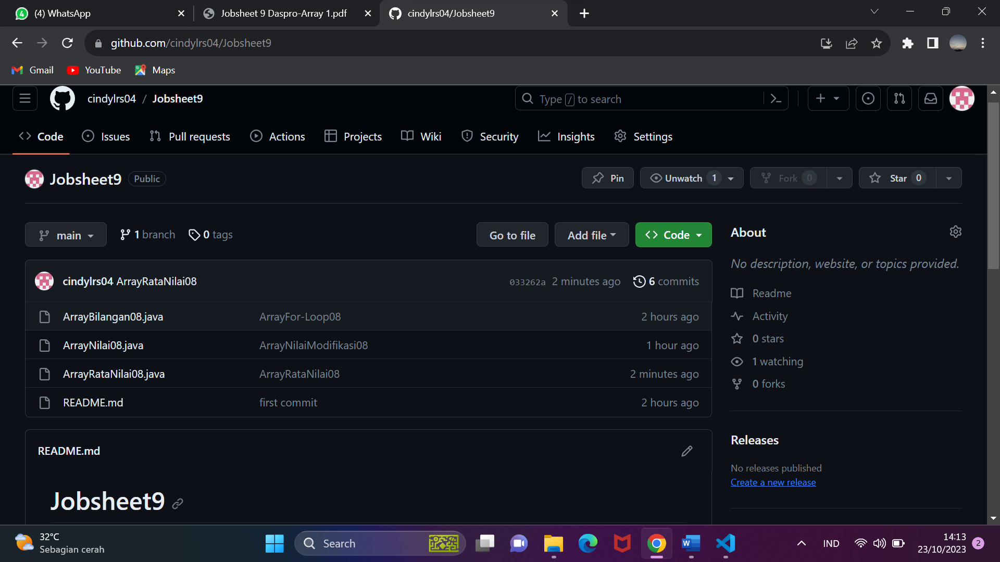 (4) WhatsApp
Jobsheet 9 Daspro-Array 1.pdf
cindylrs04/Jobsheet9
github.com/cindylrs04/Jobsheet9
Gmail
YouTube
Maps
cindylrs04 / Jobsheet9
Type / to search
Code
Issues
Pull requests
Actions
Projects
Wiki
Security
Insights
Settings
Jobsheet9 Public
Pin
Unwatch 1
Fork 0
Star 0
main
1 branch
0 tags
Go to file
Add file
Code
cindylrs04 ArrayRataNilai08 033262a 2 minutes ago 6 commits
ArrayBilangan08.java ArrayFor-Loop08 2 hours ago
ArrayNilai08.java ArrayNilaiModifikasi08 1 hour ago
ArrayRataNilai08.java ArrayRataNilai08 2 minutes ago
README.md first commit 2 hours ago
README.md
Jobsheet9
About
No description, website, or topics provided.
Readme
Activity
0 stars
1 watching
0 forks
Releases
No releases published
Create a new release
32°C
Sebagian cerah
Search
IND
14:13
23/10/2023
2